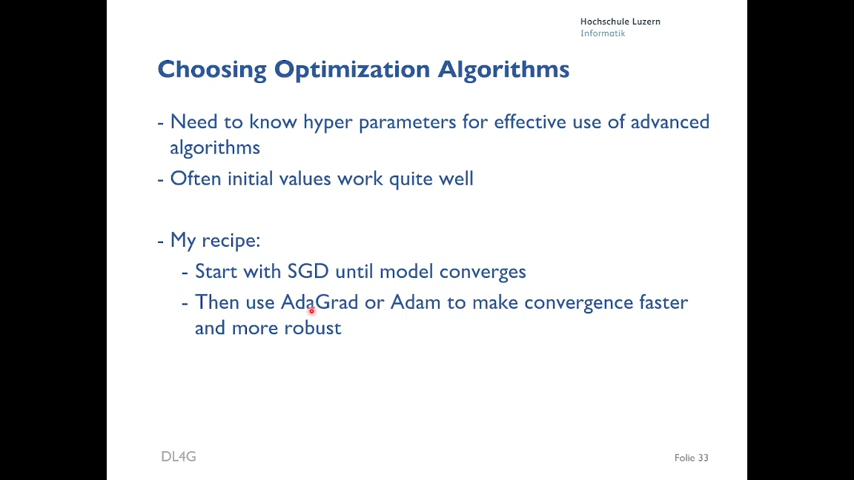 Hochschule Luzern
Informatik
Choosing Optimization Algorithms
- Need to know hyper parameters for effective use of advanced
algorithms
- Often initial values work quite well
- My recipe:
- Start with SGD until model converges
- Then use AdaGrad or Adam to make convergence faster
and more robust
DL4G
Folie 33